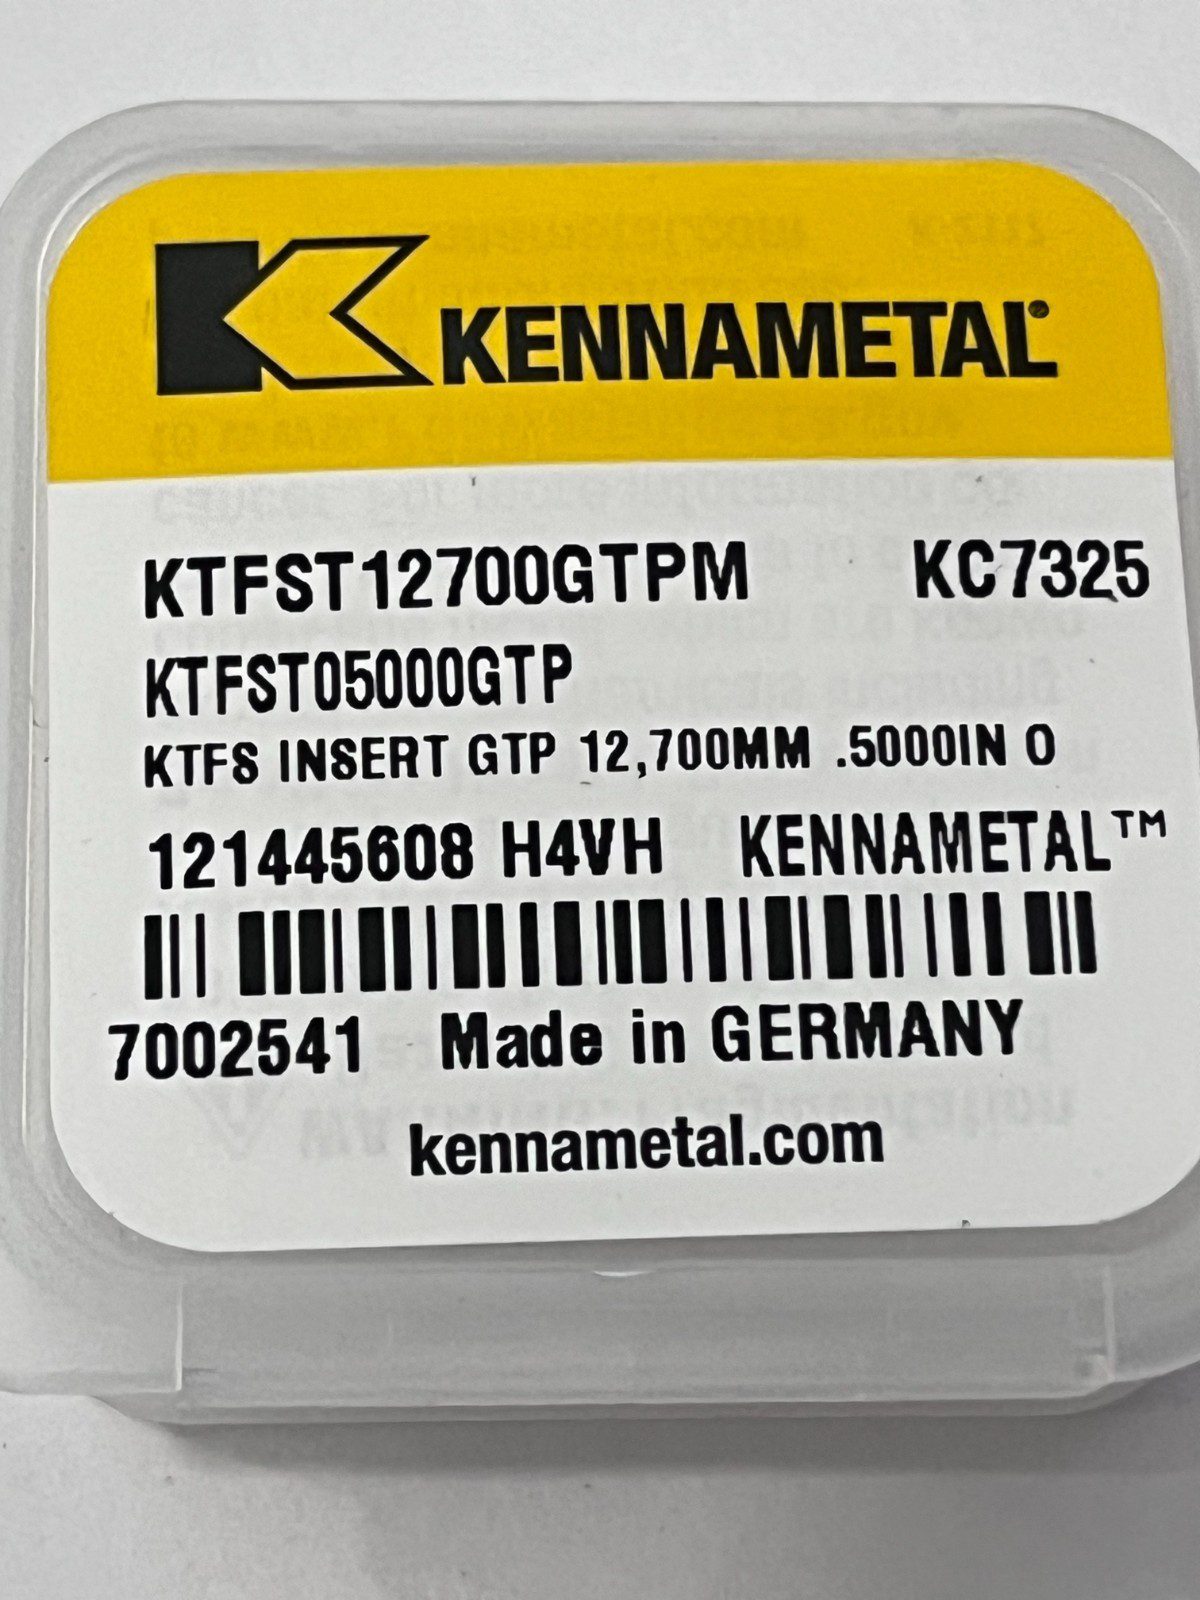 KENNAMETAL®
KTFST12700GTPM KC7325
KTFST05000GTP
KTFS INSERT GTP 12,700MM .5000IN O
121445608 H4VH KENNAMETAL™
7002541 Made in GERMANY
kennametal.com